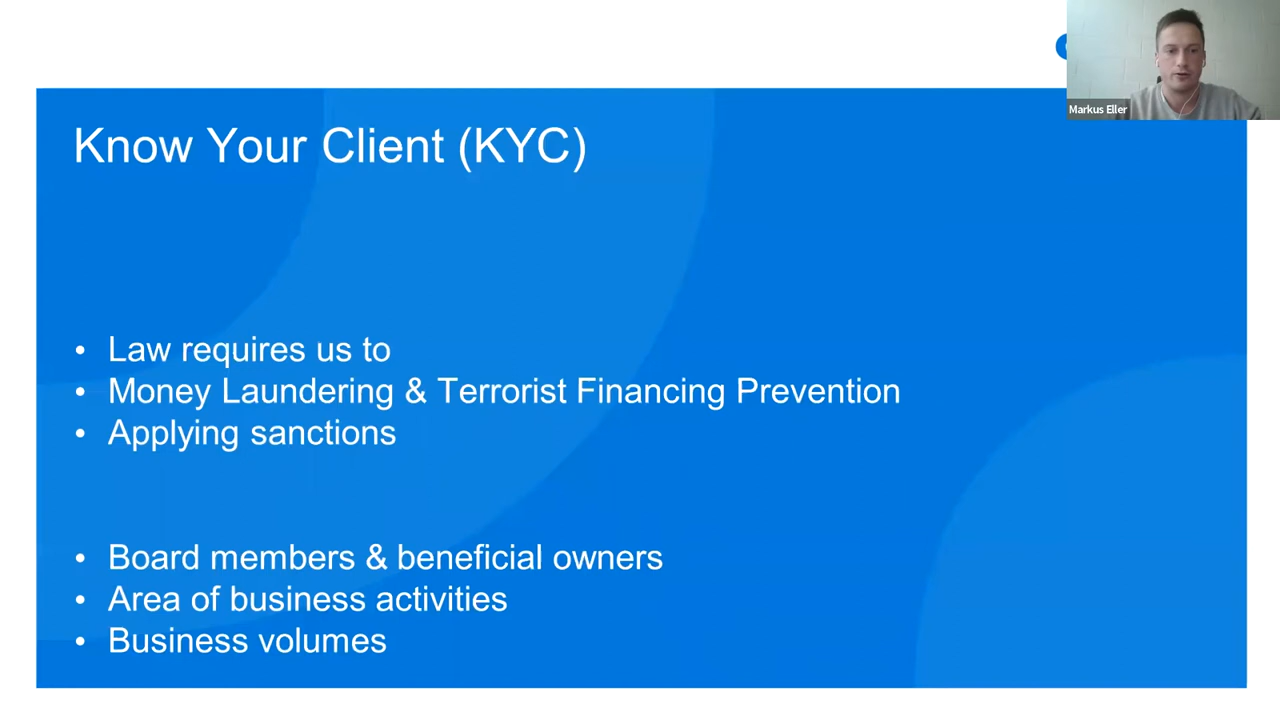 Markus Eller
Know Your Client (KYC)
• Law requires us to
• Money Laundering & Terrorist Financing Prevention
• Applying sanctions
• Board members & beneficial owners
• Area of business activities
• Business volumes